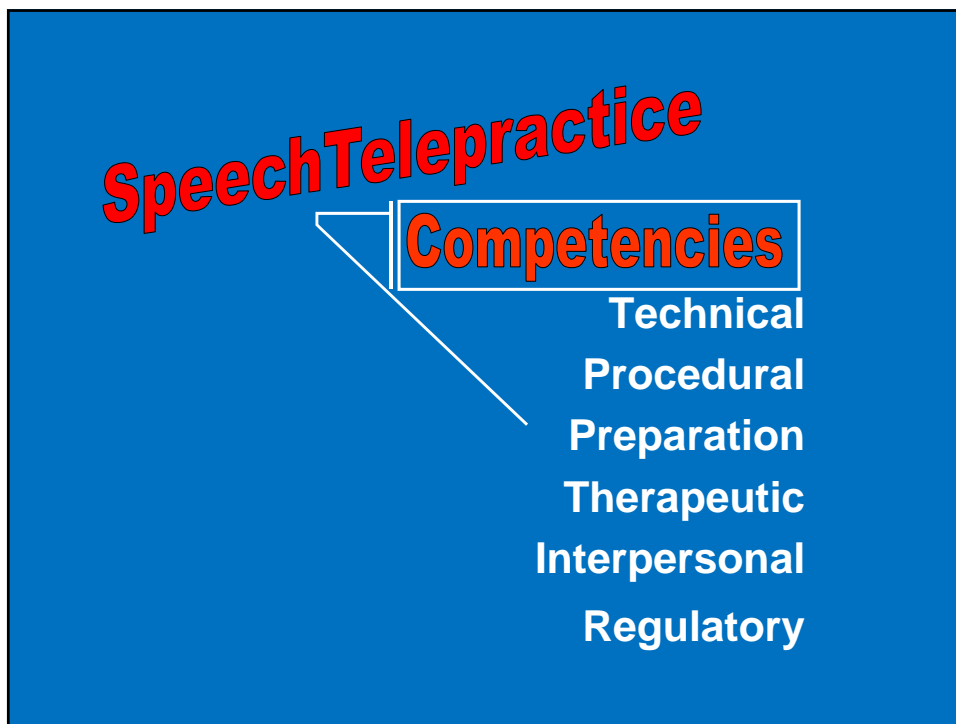 SpeechTelepractice
Competencies
Technical
Procedural
Preparation
Therapeutic
Interpersonal
Regulatory